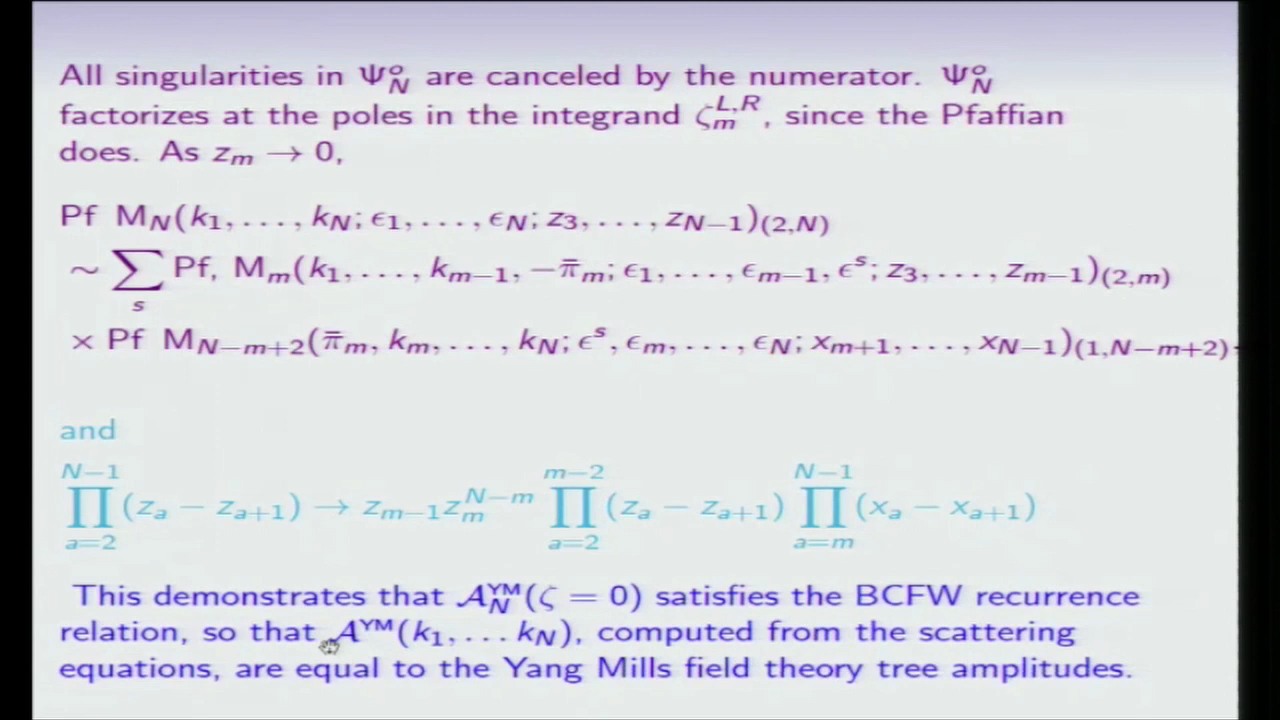 All singularities in Ψ_N^o are canceled by the numerator. Ψ_N^o
factorizes at the poles in the integrand ζ_m^{L,R}, since the Pfaffian
does. As z_m → 0,
Pf M_N(k_1, . . . , k_N; ϵ_1, . . . , ϵ_N; z_3, . . . , z_{N−1})_{(2,N)}
∼ ∑_s Pf, M_m(k_1, . . . , k_{m−1}, −π̄_m; ϵ_1, . . . , ϵ_{m−1}, ϵ^s; z_3, . . . , z_{m−1})_{(2,m)}
× Pf M_{N−m+2}(π̄_m, k_m, . . . , k_N; ϵ^s, ϵ_m, . . . , ϵ_N; x_{m+1}, . . . , x_{N−1})_{(1,N−m+2)}
and
∏_{a=2}^{N−1} (z_a − z_{a+1}) → z_{m−1} z_m^{N−m} ∏_{a=2}^{m−2} (z_a − z_{a+1}) ∏_{a=m}^{N−1} (x_a − x_{a+1})
This demonstrates that A_N^{YM}(ζ = 0) satisfies the BCFW recurrence
relation, so that A^{YM}(k_1, . . . k_N), computed from the scattering
equations, are equal to the Yang Mills field theory tree amplitudes.